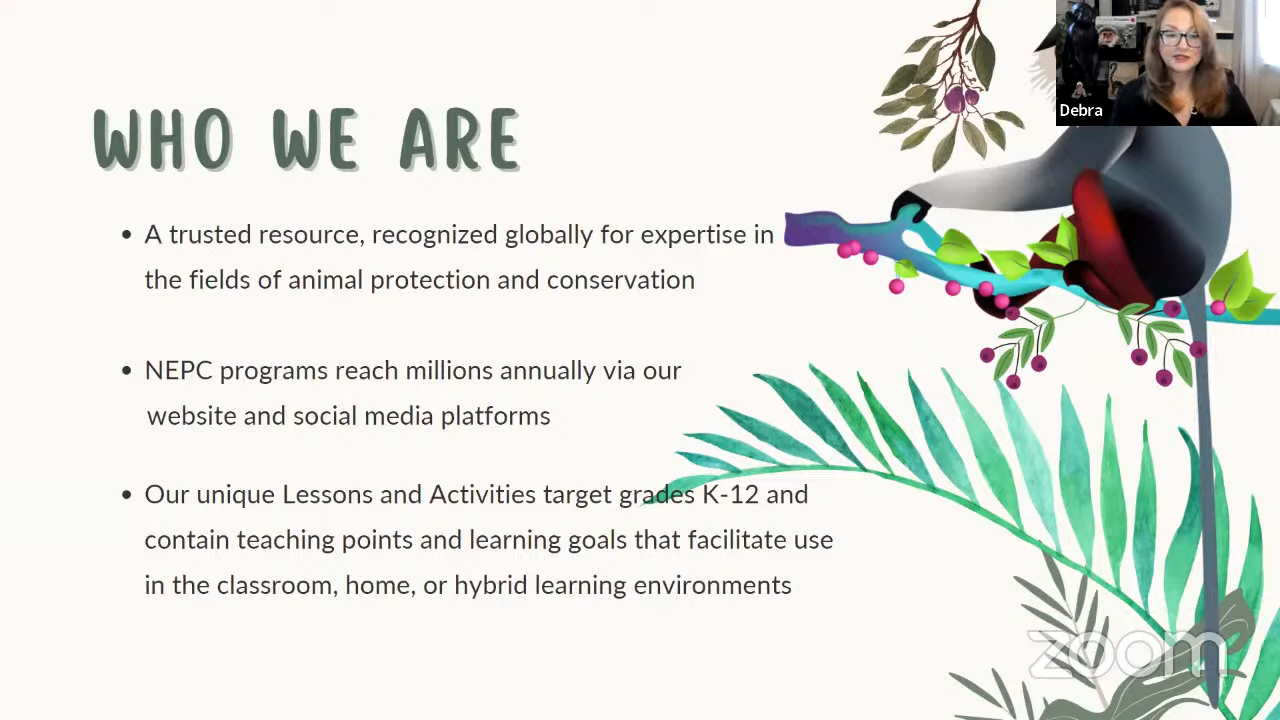 WHO WE ARE
• A trusted resource, recognized globally for expertise in
the fields of animal protection and conservation
• NEPC programs reach millions annually via our
website and social media platforms
• Our unique Lessons and Activities target grades K-12 and
contain teaching points and learning goals that facilitate use
in the classroom, home, or hybrid learning environments
Debra
zoom